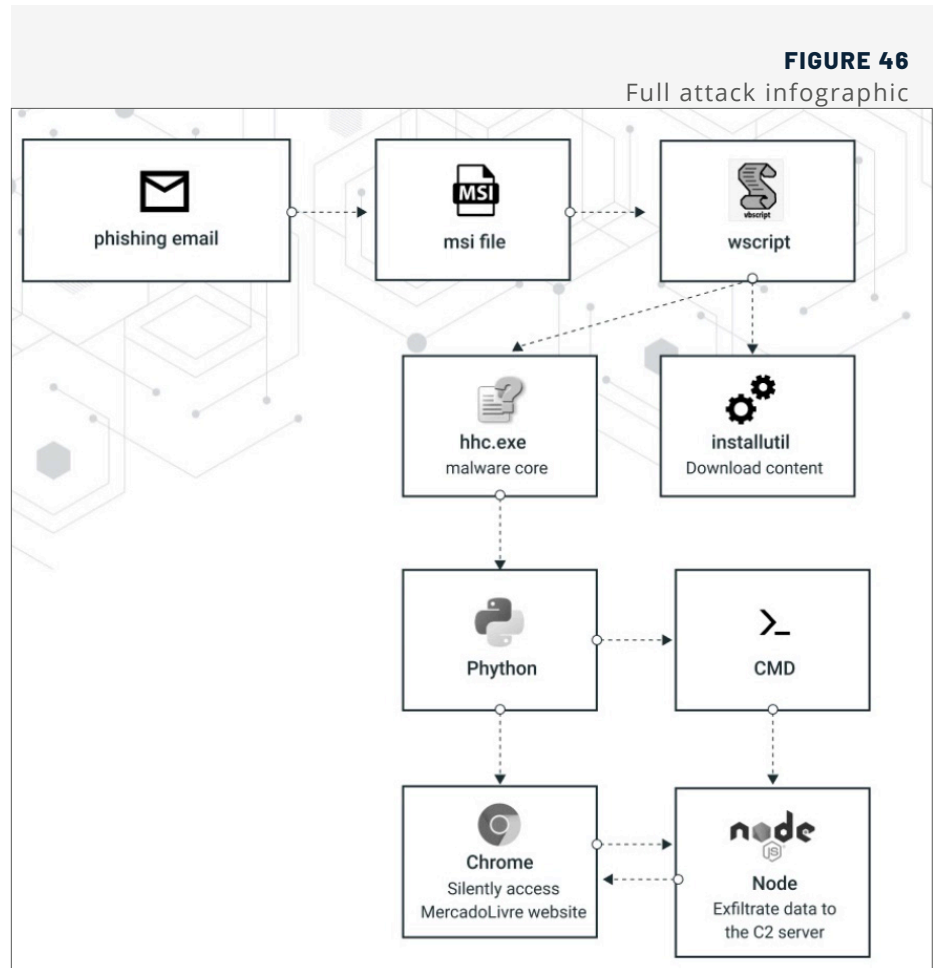 FIGURE 46
Full attack infographic
phishing email
MSI
msi file
vbscript
wscript
hhc.exe
malware core
installutil
Download content
Phython
CMD
Chrome
Silently access
MercadoLivre website
node
JS
Node
Exfiltrate data to
the C2 server